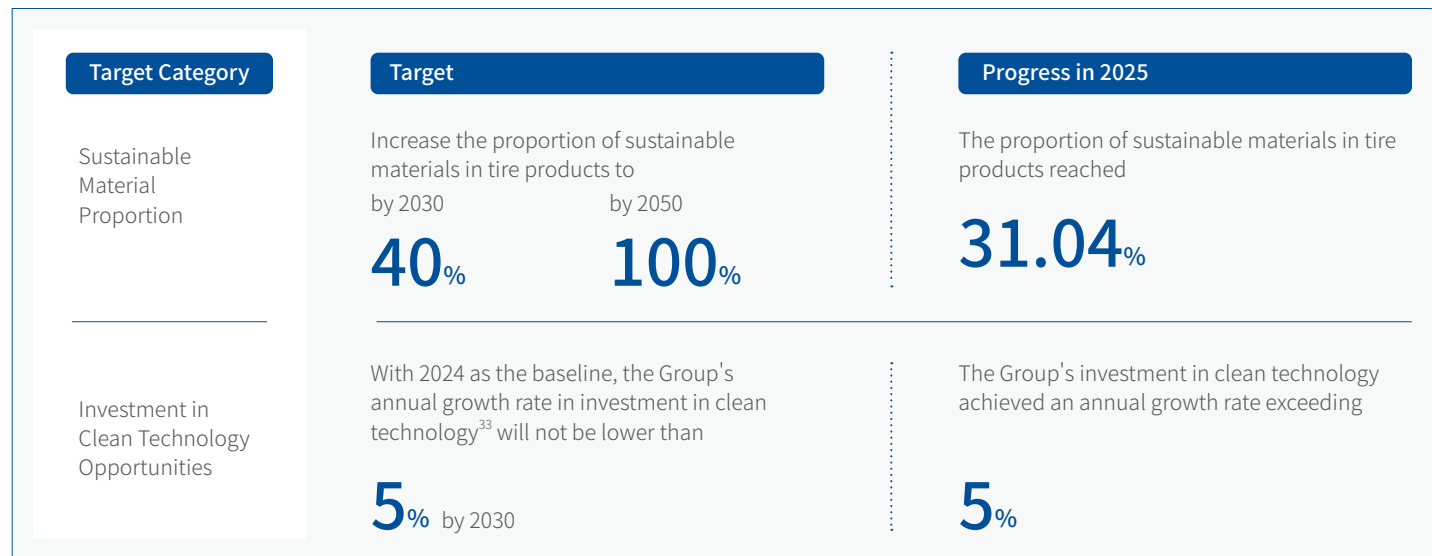 Target Category
Target
Progress in 2025
Sustainable
Material
Proportion
Increase the proportion of sustainable
materials in tire products to
by 2030
by 2050
40%
100%
The proportion of sustainable materials in tire
products reached
31.04%
Investment in
Clean Technology
Opportunities
With 2024 as the baseline, the Group's
annual growth rate in investment in clean
technology33 will not be lower than
5% by 2030
The Group's investment in clean technology
achieved an annual growth rate exceeding
5%